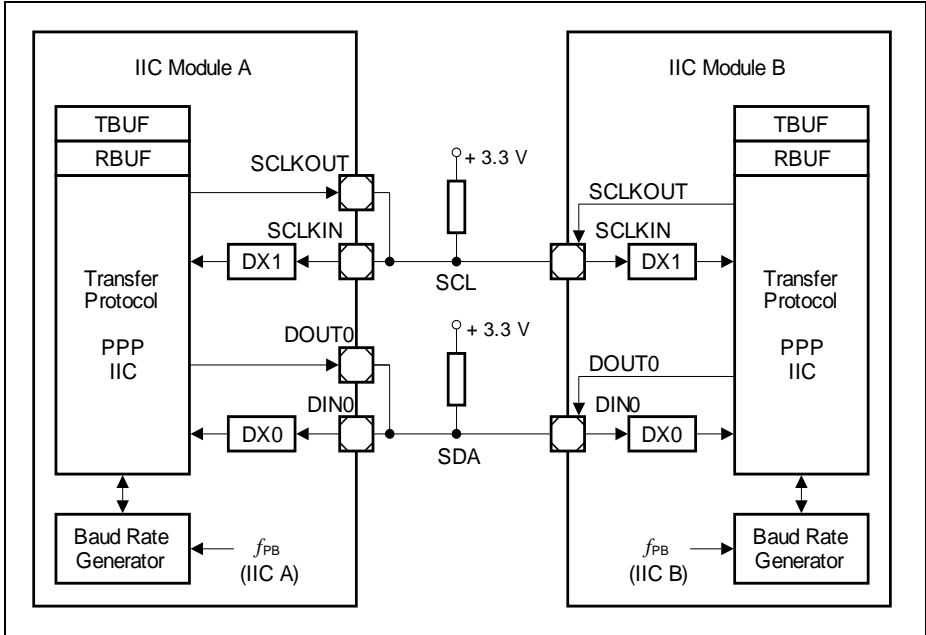 IIC Module A
TBUF
RBUF
Transfer
Protocol
PPP
IIC
SCLKOUT
SCLKIN
DX1
DOUT0
DIN0
DX0
Baud Rate
Generator
fPB
(IIC A)
+ 3.3 V
SCL
+ 3.3 V
SDA
IIC Module B
TBUF
RBUF
SCLKOUT
SCLKIN
DX1
Transfer
Protocol
PPP
IIC
DOUT0
DIN0
DX0
fPB
(IIC B)
Baud Rate
Generator